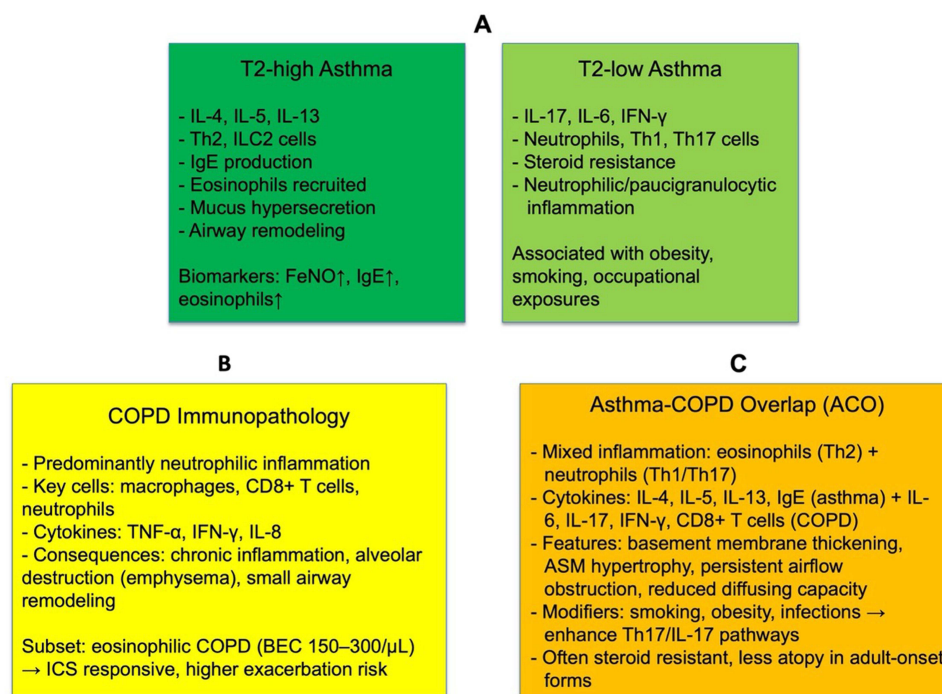 A
T2-high Asthma
- IL-4, IL-5, IL-13
- Th2, ILC2 cells
- IgE production
- Eosinophils recruited
- Mucus hypersecretion
- Airway remodeling
Biomarkers: FeNO↑, IgE↑,
eosinophils↑
T2-low Asthma
- IL-17, IL-6, IFN-γ
- Neutrophils, Th1, Th17 cells
- Steroid resistance
- Neutrophilic/paucigranulocytic
inflammation
Associated with obesity,
smoking, occupational
exposures
B
COPD Immunopathology
- Predominantly neutrophilic inflammation
- Key cells: macrophages, CD8+ T cells,
neutrophils
- Cytokines: TNF-α, IFN-γ, IL-8
- Consequences: chronic inflammation, alveolar
destruction (emphysema), small airway
remodeling
Subset: eosinophilic COPD (BEC 150–300/μL)
→ ICS responsive, higher exacerbation risk
C
Asthma-COPD Overlap (ACO)
- Mixed inflammation: eosinophils (Th2) +
neutrophils (Th1/Th17)
- Cytokines: IL-4, IL-5, IL-13, IgE (asthma) + IL-
6, IL-17, IFN-γ, CD8+ T cells (COPD)
- Features: basement membrane thickening,
ASM hypertrophy, persistent airflow
obstruction, reduced diffusing capacity
- Modifiers: smoking, obesity, infections →
enhance Th17/IL-17 pathways
- Often steroid resistant, less atopy in adult-onset
forms